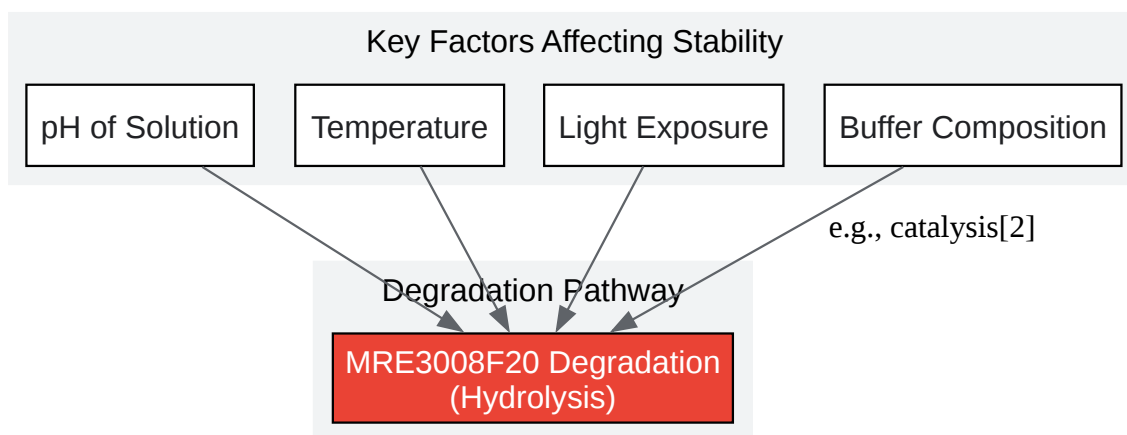 Key Factors Affecting Stability
pH of Solution
Temperature
Light Exposure
Buffer Composition
e.g., catalysis[2]
Degradation Pathway
MRE3008F20 Degradation
(Hydrolysis)